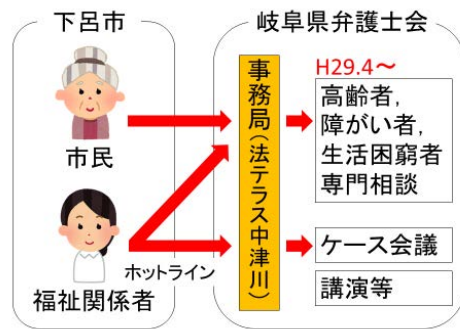 下呂市
市民
福祉関係者
ホットライン
岐阜県弁護士会
事務局(法テラス中津川)
H29.4～
高齢者,
障がい者,
生活困窮者
専門相談
ケース会議
講演等